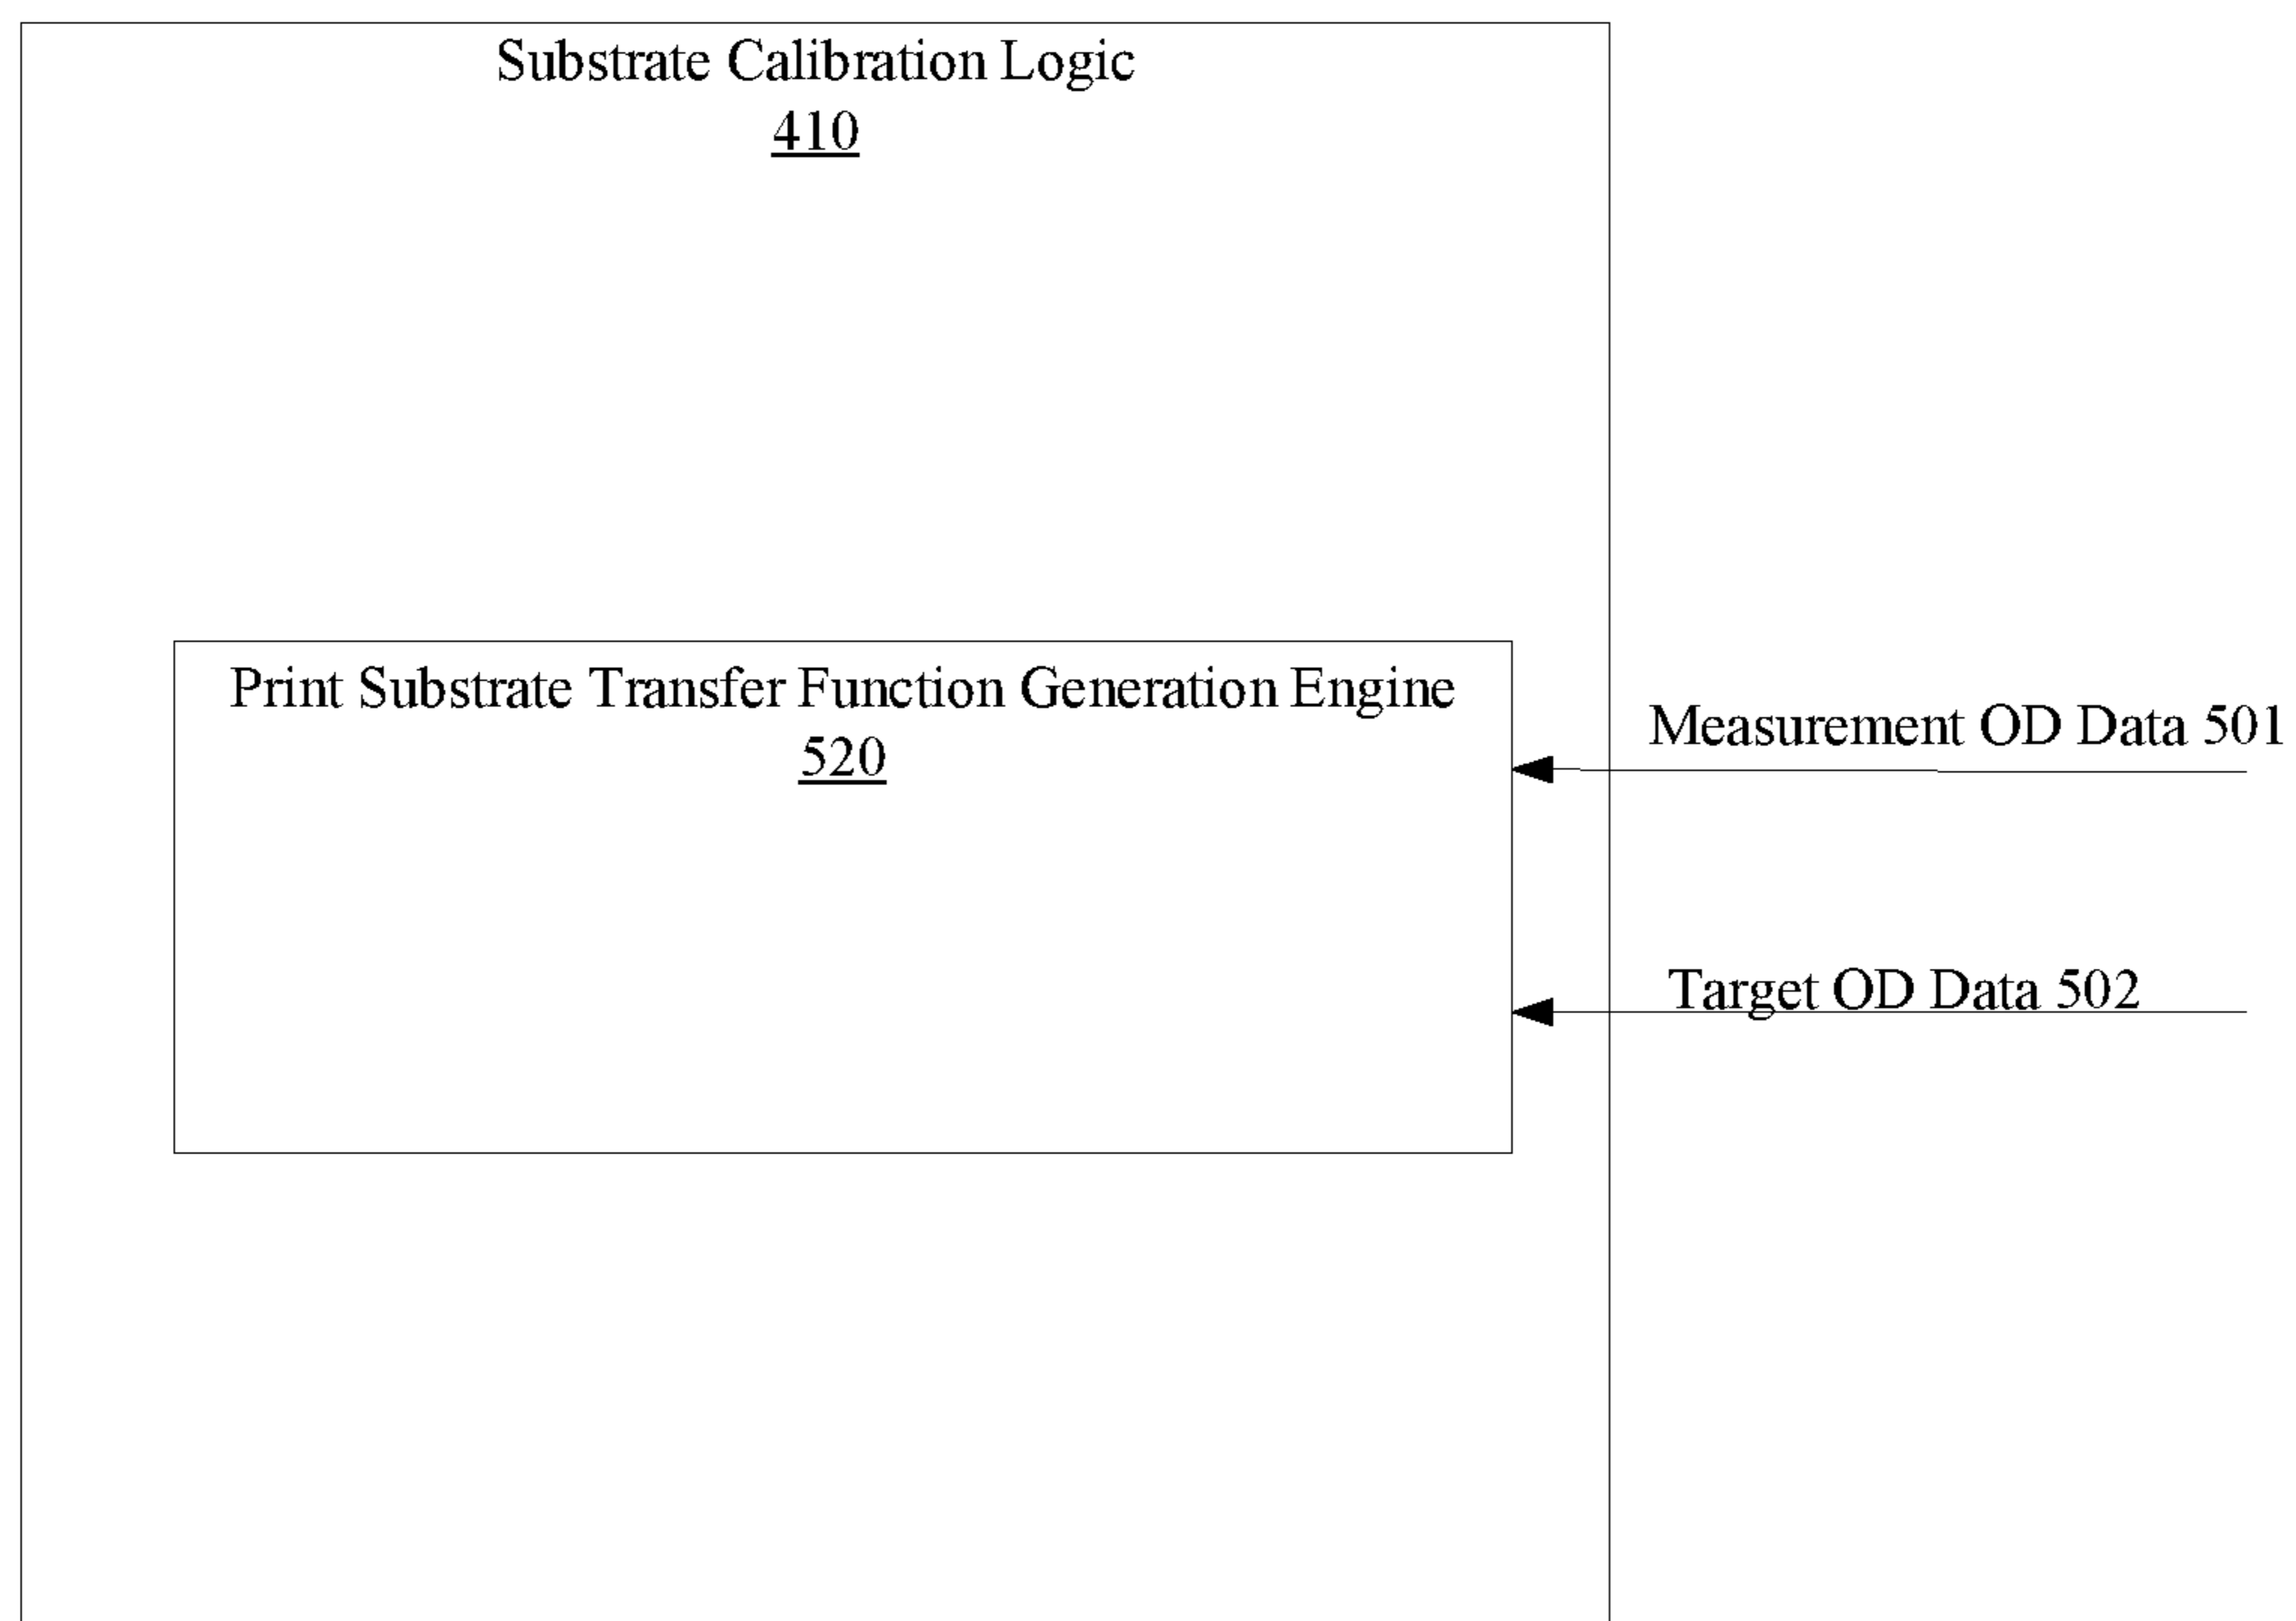 Substrate Calibration Logic
410
Print Substrate Transfer Function Generation Engine
520
Measurement OD Data 501
Target OD Data 502